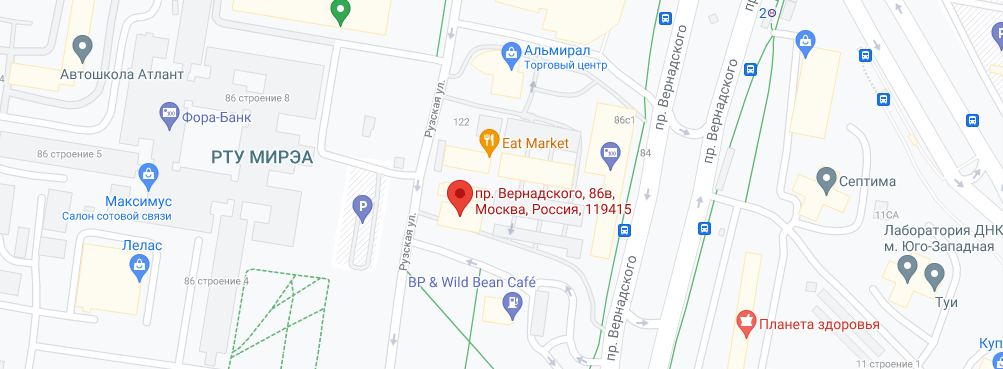 2
Альмирал
Торговый центр
Автошкола Атлант
пр. Вернадского
пр. Вернадского
Рузская ул.
86 строение 8
Фора-Банк
122
Eat Market
86с1
84
86 строение 5
РТУ МИРЭА
Максимус
Салон сотовой связи
P
пр. Вернадского, 86в,
Москва, Россия, 119415
Септима
11СА
Лаборатория ДНК
м. Юго-Западная
Туи
Лелас
Рузская ул.
86 строение 4
BP & Wild Bean Café
пр. Вернадского
пр. Вернадского
Планета здоровья
Куп
11 строение 1